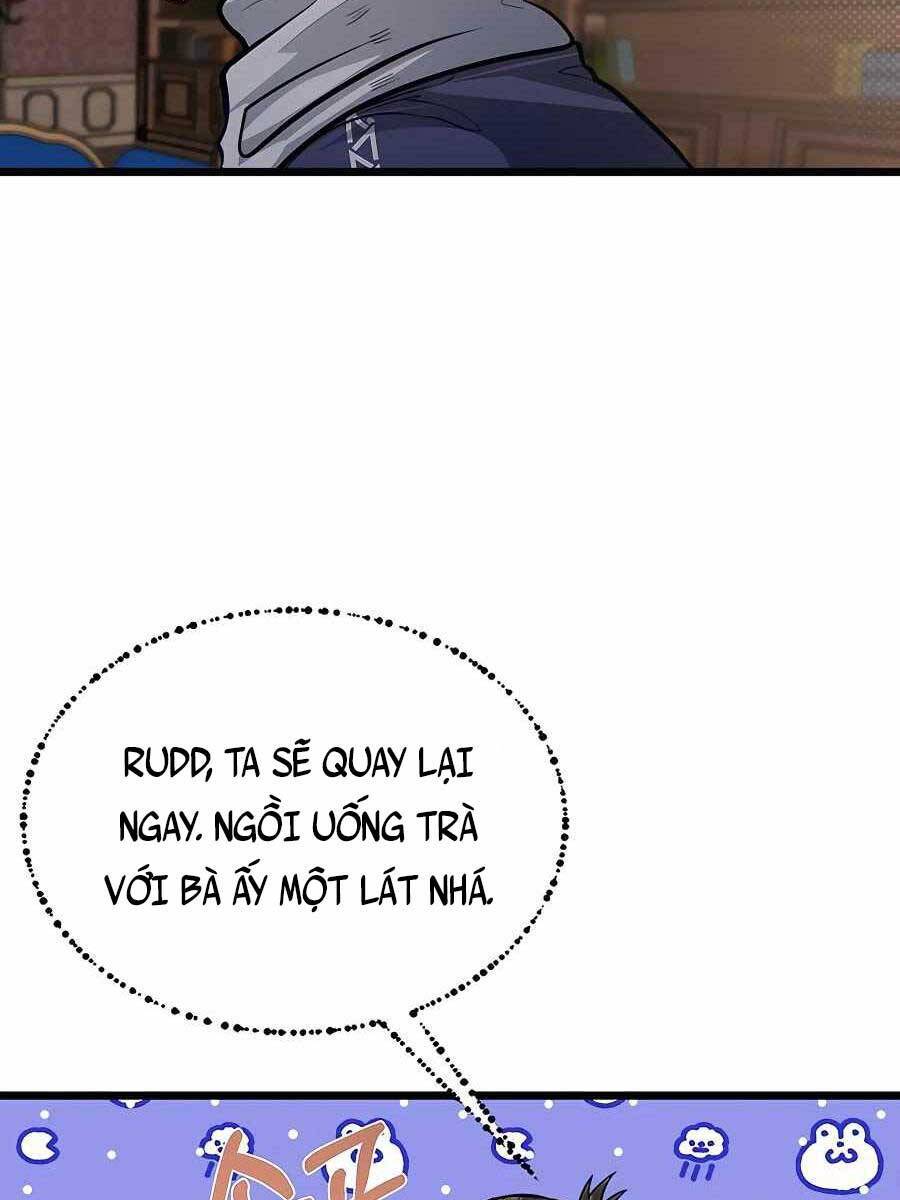 RUDD, TA SẼ QUAY LẠI
NGAY. NGỒI UỐNG TRÀ
VỚI BÀ ẤY MỘT LÁT NHÁ.